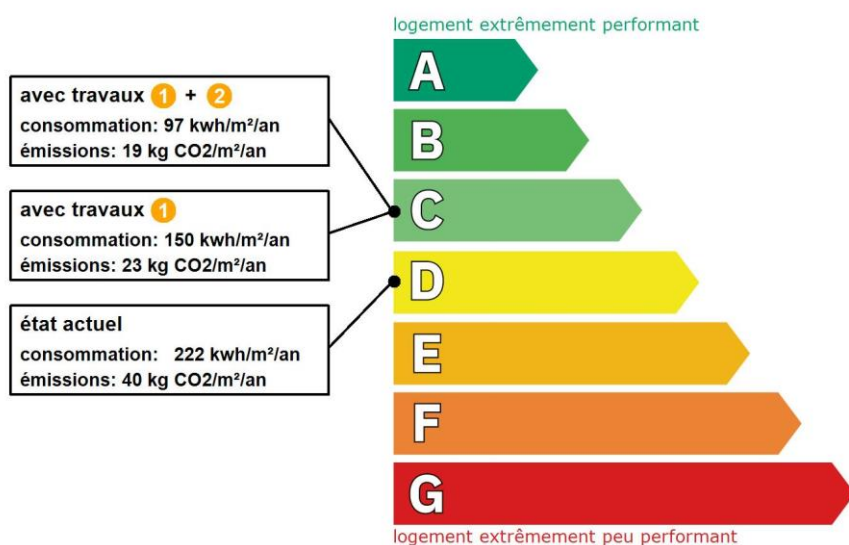 logement extrêmement performant
avec travaux 1 + 2
consommation: 97 kwh/m²/an
émissions: 19 kg CO2/m²/an
avec travaux 1
consommation: 150 kwh/m²/an
émissions: 23 kg CO2/m²/an
état actuel
consommation: 222 kwh/m²/an
émissions: 40 kg CO2/m²/an
A
B
C
D
E
F
G
logement extrêmement peu performant